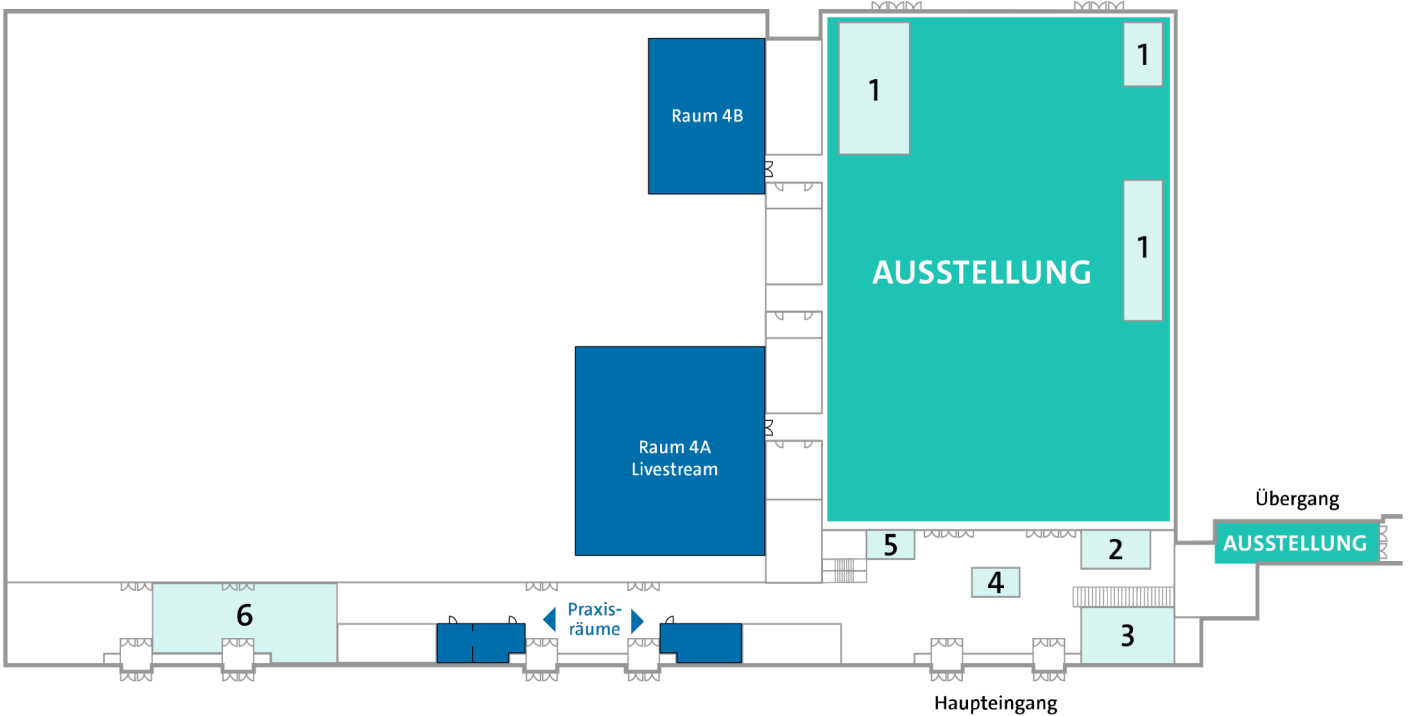 1
1
Raum 4B
1
AUSSTELLUNG
Raum 4A
Livestream
Übergang
AUSSTELLUNG
5
2
4
6
Praxis-
räume
3
Haupteingang